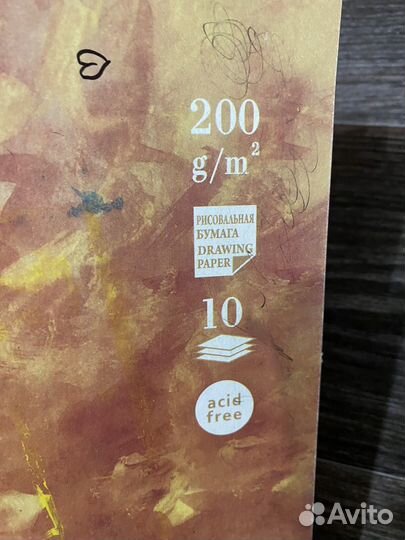 200
g/m²
РИСОВАЛЬНАЯ
БУМАГА
DRAWING
PAPER
10
acid
free
Avito